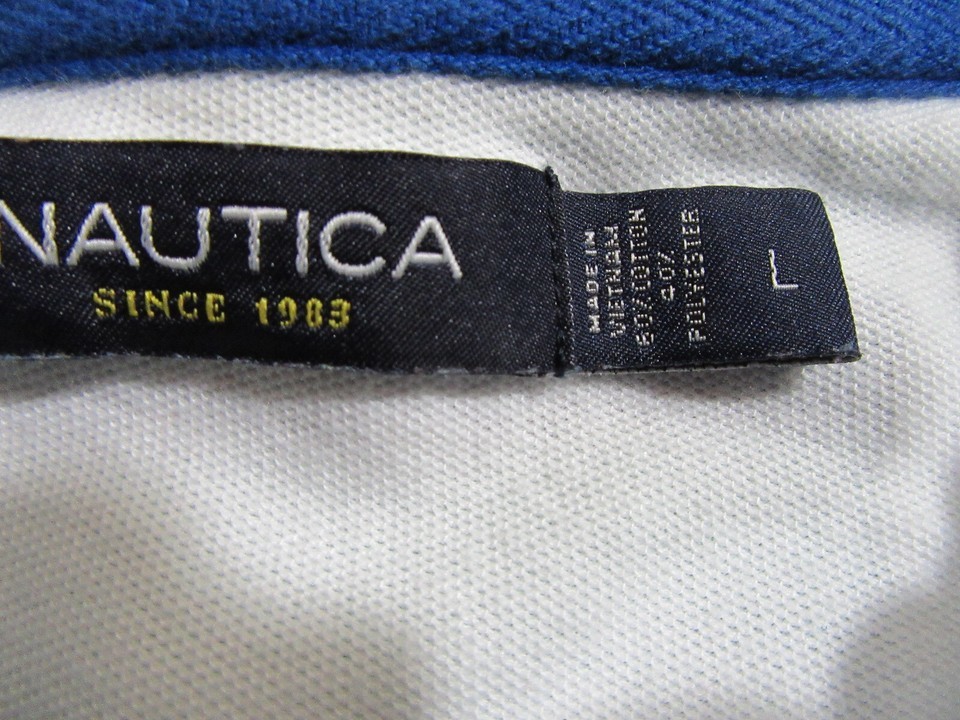 NAUTICA
SINCE 1983
MADE IN
VIETNAM
60%COTTON
40%
POLYESTER
L